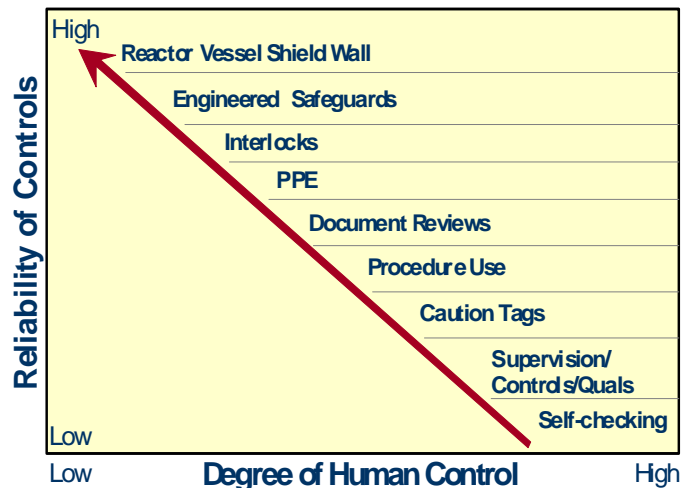 High
Reactor Vessel Shield Wall
Engineered Safeguards
Interlocks
PPE
Document Reviews
Procedure Use
Caution Tags
Supervision/
Controls/Quals
Self-checking
Reliability of Controls
Low
Low
Degree of Human Control
High